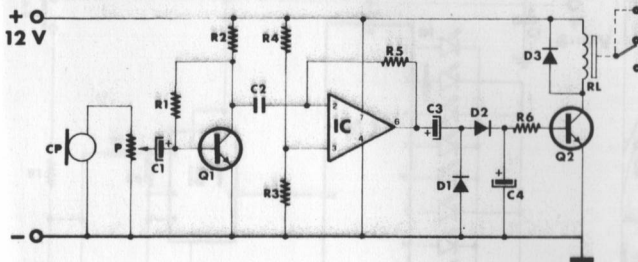 +
12 V
R2
R4
R5
D3
RL
R1
C2
C3
D2
R6
2
7
IC
6
+
CP
P
+
C1
Q1
3
4
R3
D1
+
C4
Q2
-